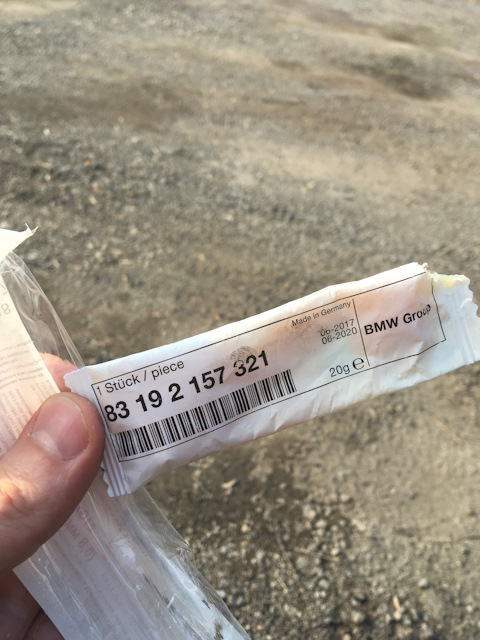 Made in Germany
1 Stück / piece
06-2017
06-2020
BMW Group
83 19 2 157 321
20g ℮